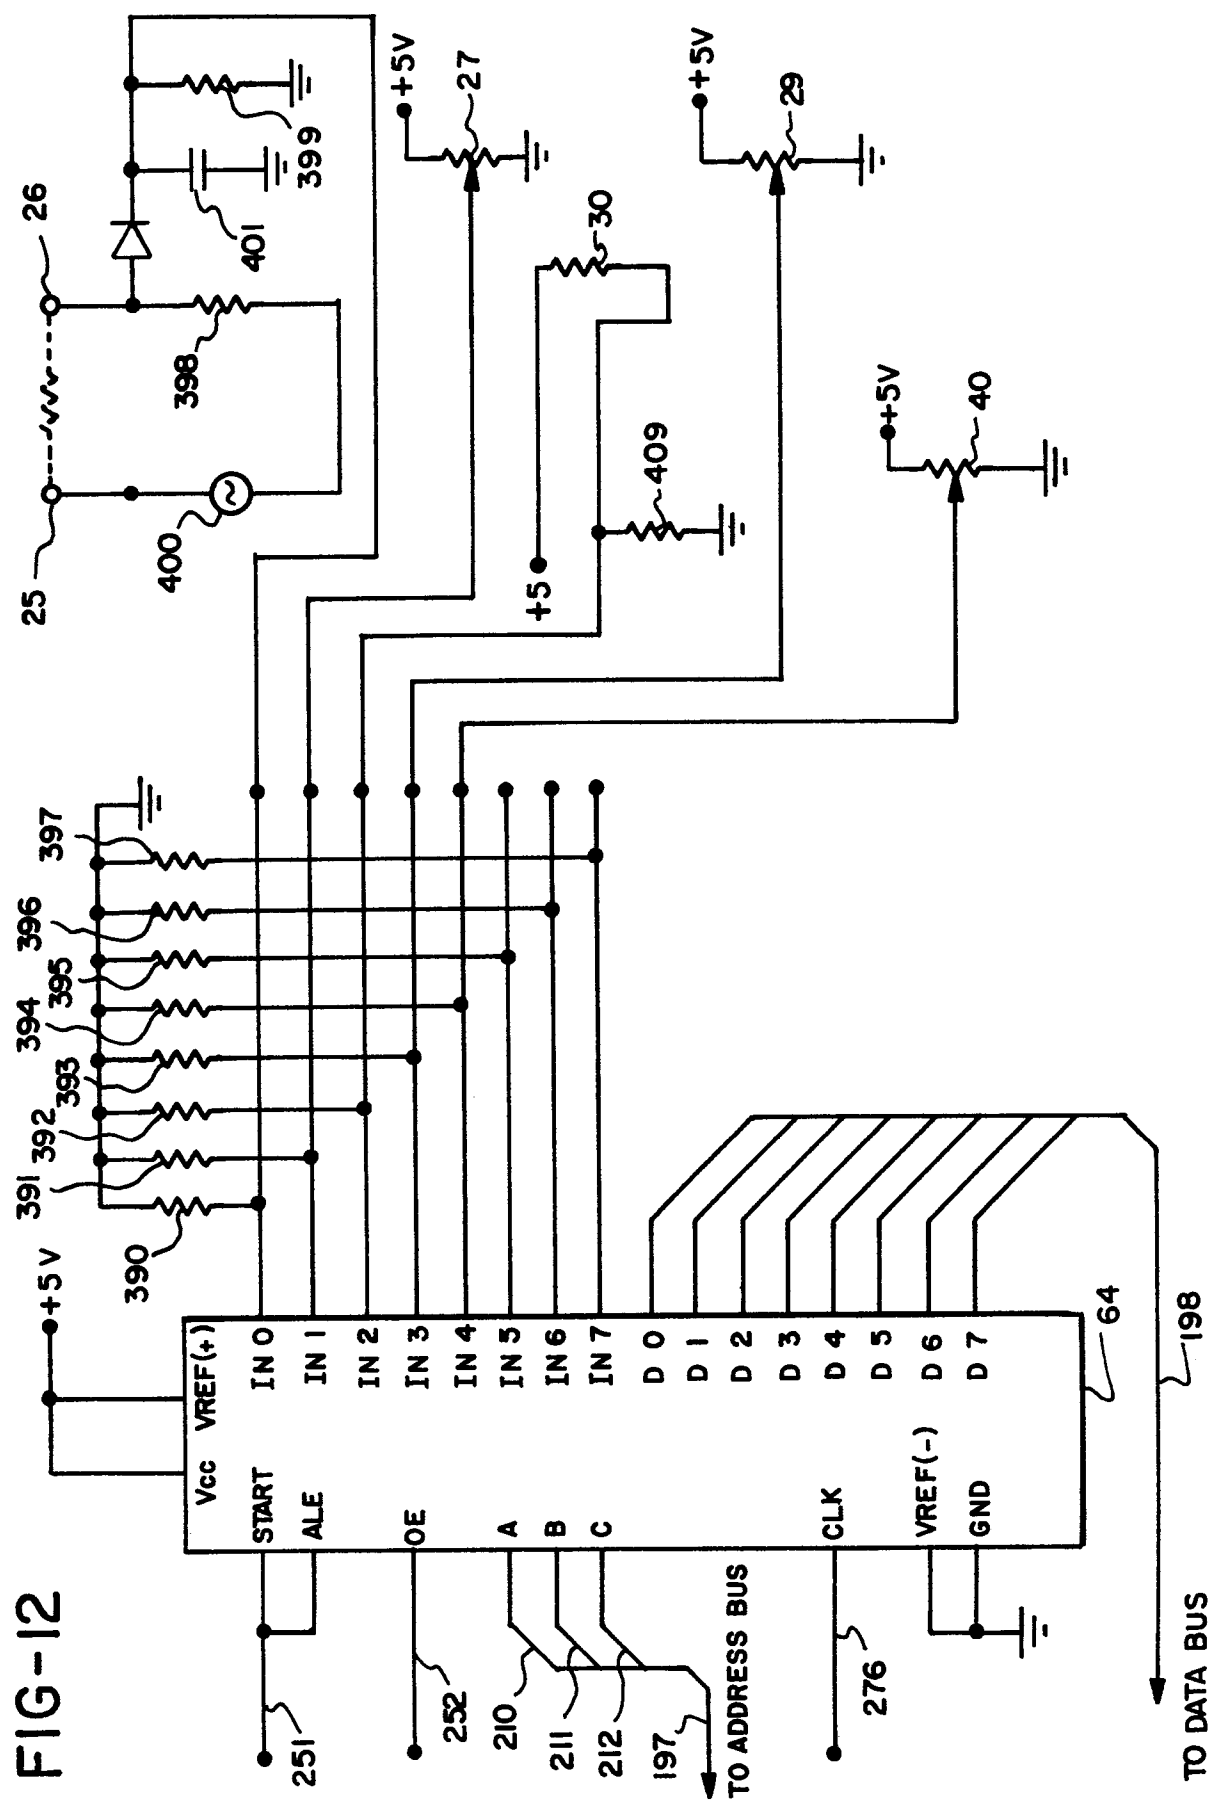 FIG-12
+5V
Vcc
VREF(+)
START
ALE
OE
A
B
C
CLK
VREF(-)
GND
IN 0
IN 1
IN 2
IN 3
IN 4
IN 5
IN 6
IN 7
D 0
D 1
D 2
D 3
D 4
D 5
D 6
D 7
251
252
210
211
212
197
TO ADDRESS BUS
276
64
198
TO DATA BUS
390
391
392
393
394
395
396
397
25
26
400
398
401
399
+5V
27
+5
30
409
+5V
29
+5V
40